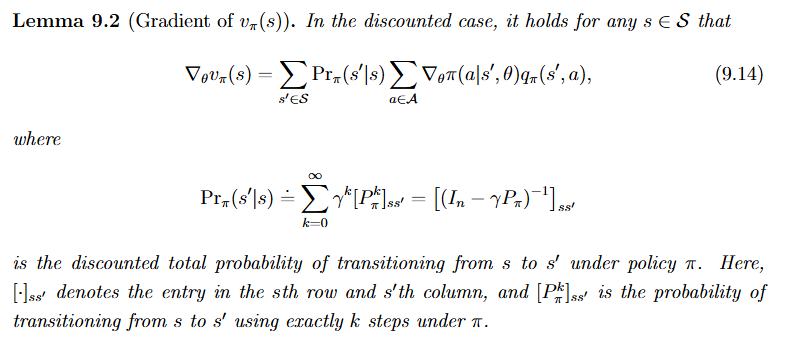 Lemma 9.2 (Gradient of v_π(s)). In the discounted case, it holds for any s ∈ S that
∇_θ v_π(s) = ∑_{s'∈S} Pr_π(s'|s) ∑_{a∈A} ∇_θ π(a|s', θ)q_π(s', a), (9.14)
where
Pr_π(s'|s) ≐ ∑_{k=0}^{∞} γ^k [P_π^k]_{ss'} = [(I_n − γP_π)^{−1}]_{ss'}
is the discounted total probability of transitioning from s to s' under policy π. Here,
[·]_{ss'} denotes the entry in the sth row and s'th column, and [P_π^k]_{ss'} is the probability of
transitioning from s to s' using exactly k steps under π.